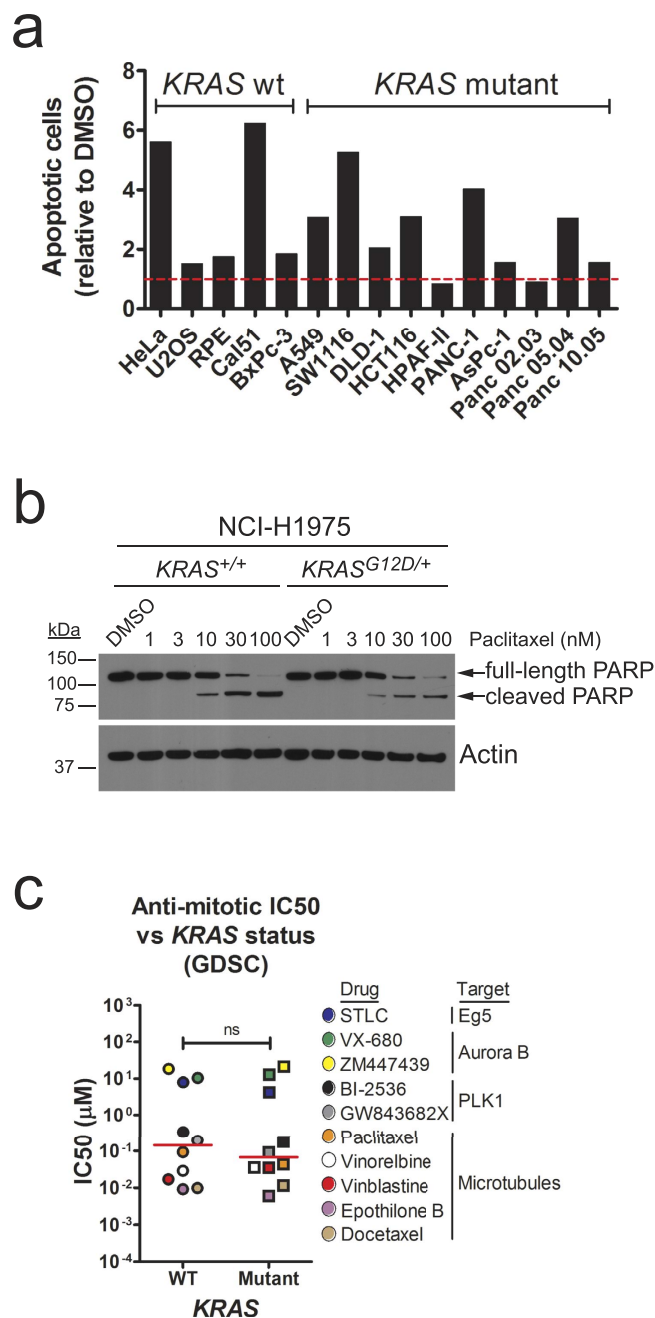 a
Apoptotic cells
(relative to DMSO)
8
6
4
2
0
KRAS wt
KRAS mutant
HeLa
U2OS
RPE
Cal51
BxPc-3
A549
SW1116
DLD-1
HCT116
HPAF-II
PANC-1
AsPc-1
Panc 02.03
Panc 05.04
Panc 10.05
b
NCI-H1975
KRAS+/+ KRASG12D/+
kDa DMSO 1 3 10 30 100 DMSO 1 3 10 30 100 Paclitaxel (nM)
150
100
75
full-length PARP
cleaved PARP
37
Actin
c
Anti-mitotic IC50
vs KRAS status
(GDSC)
IC50 (µM)
10³
10²
10¹
10⁰
10⁻¹
10⁻²
10⁻³
10⁻⁴
ns
WT Mutant
KRAS
Drug Target
STLC Eg5
VX-680
ZM447439
Aurora B
BI-2536
GW843682X
PLK1
Paclitaxel
Vinorelbine
Vinblastine
Epothilone B
Docetaxel
Microtubules